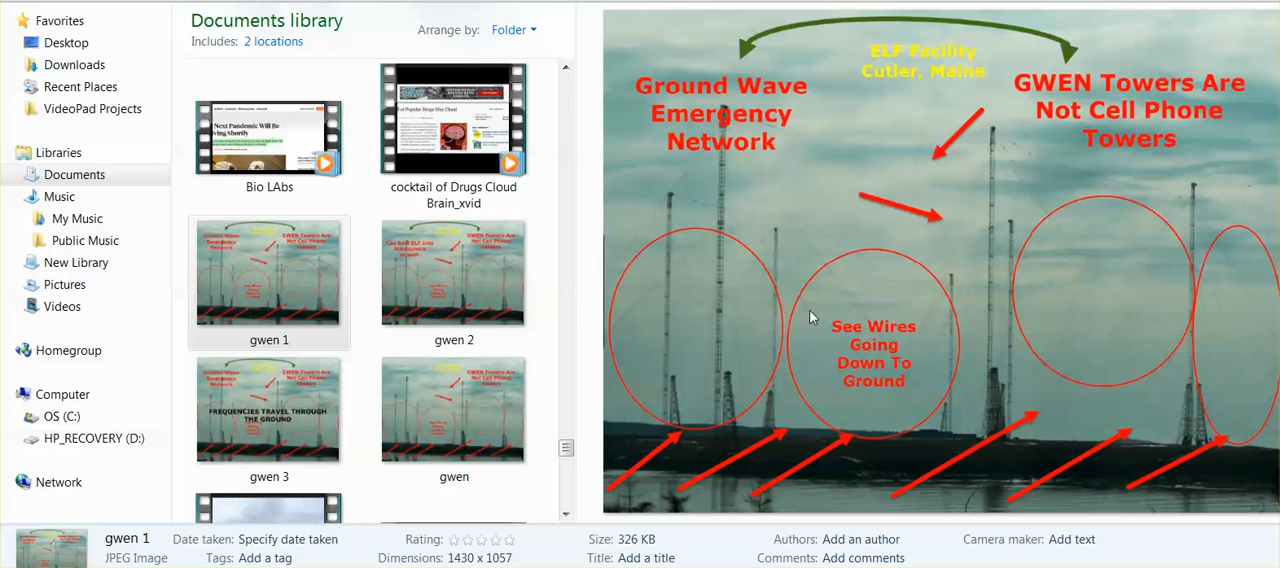 Favorites
Desktop
Downloads
Recent Places
VideoPad Projects
Libraries
Documents
Music
My Music
Public Music
New Library
Pictures
Videos
Homegroup
Computer
OS (C:)
HP_RECOVERY (D:)
Network
Documents library
Includes: 2 locations
Arrange by: Folder
Next Pandemic Will Be
Bio LAbs
cocktail of Drugs Cloud
Brain_xvid
gwen 1
gwen 2
FREQUENCIES TRAVEL THROUGH
THE GROUND
gwen 3
gwen
ELF Facility
Cutler, Maine
Ground Wave
Emergency
Network
GWEN Towers Are
Not Cell Phone
Towers
See Wires
Going
Down To
Ground
gwen 1
JPEG Image
Date taken: Specify date taken
Tags: Add a tag
Rating:
Dimensions: 1430 x 1057
Size: 326 KB
Title: Add a title
Authors: Add an author
Comments: Add comments
Camera maker: Add text